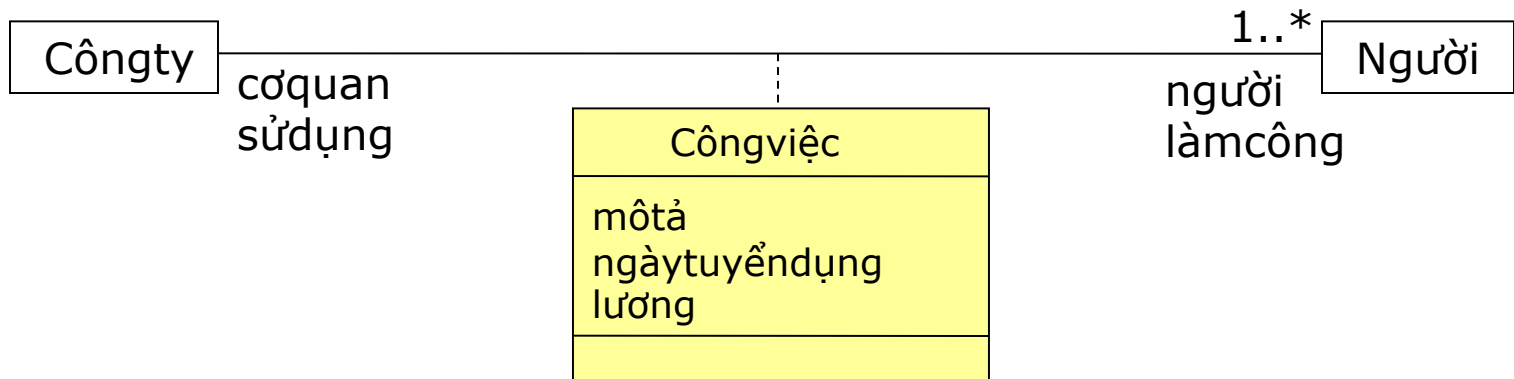 Côngty
1..*
Người
cơquan
sửdụng
người
làmcông
Côngviệc
môtả
ngàytuyểndụng
lương